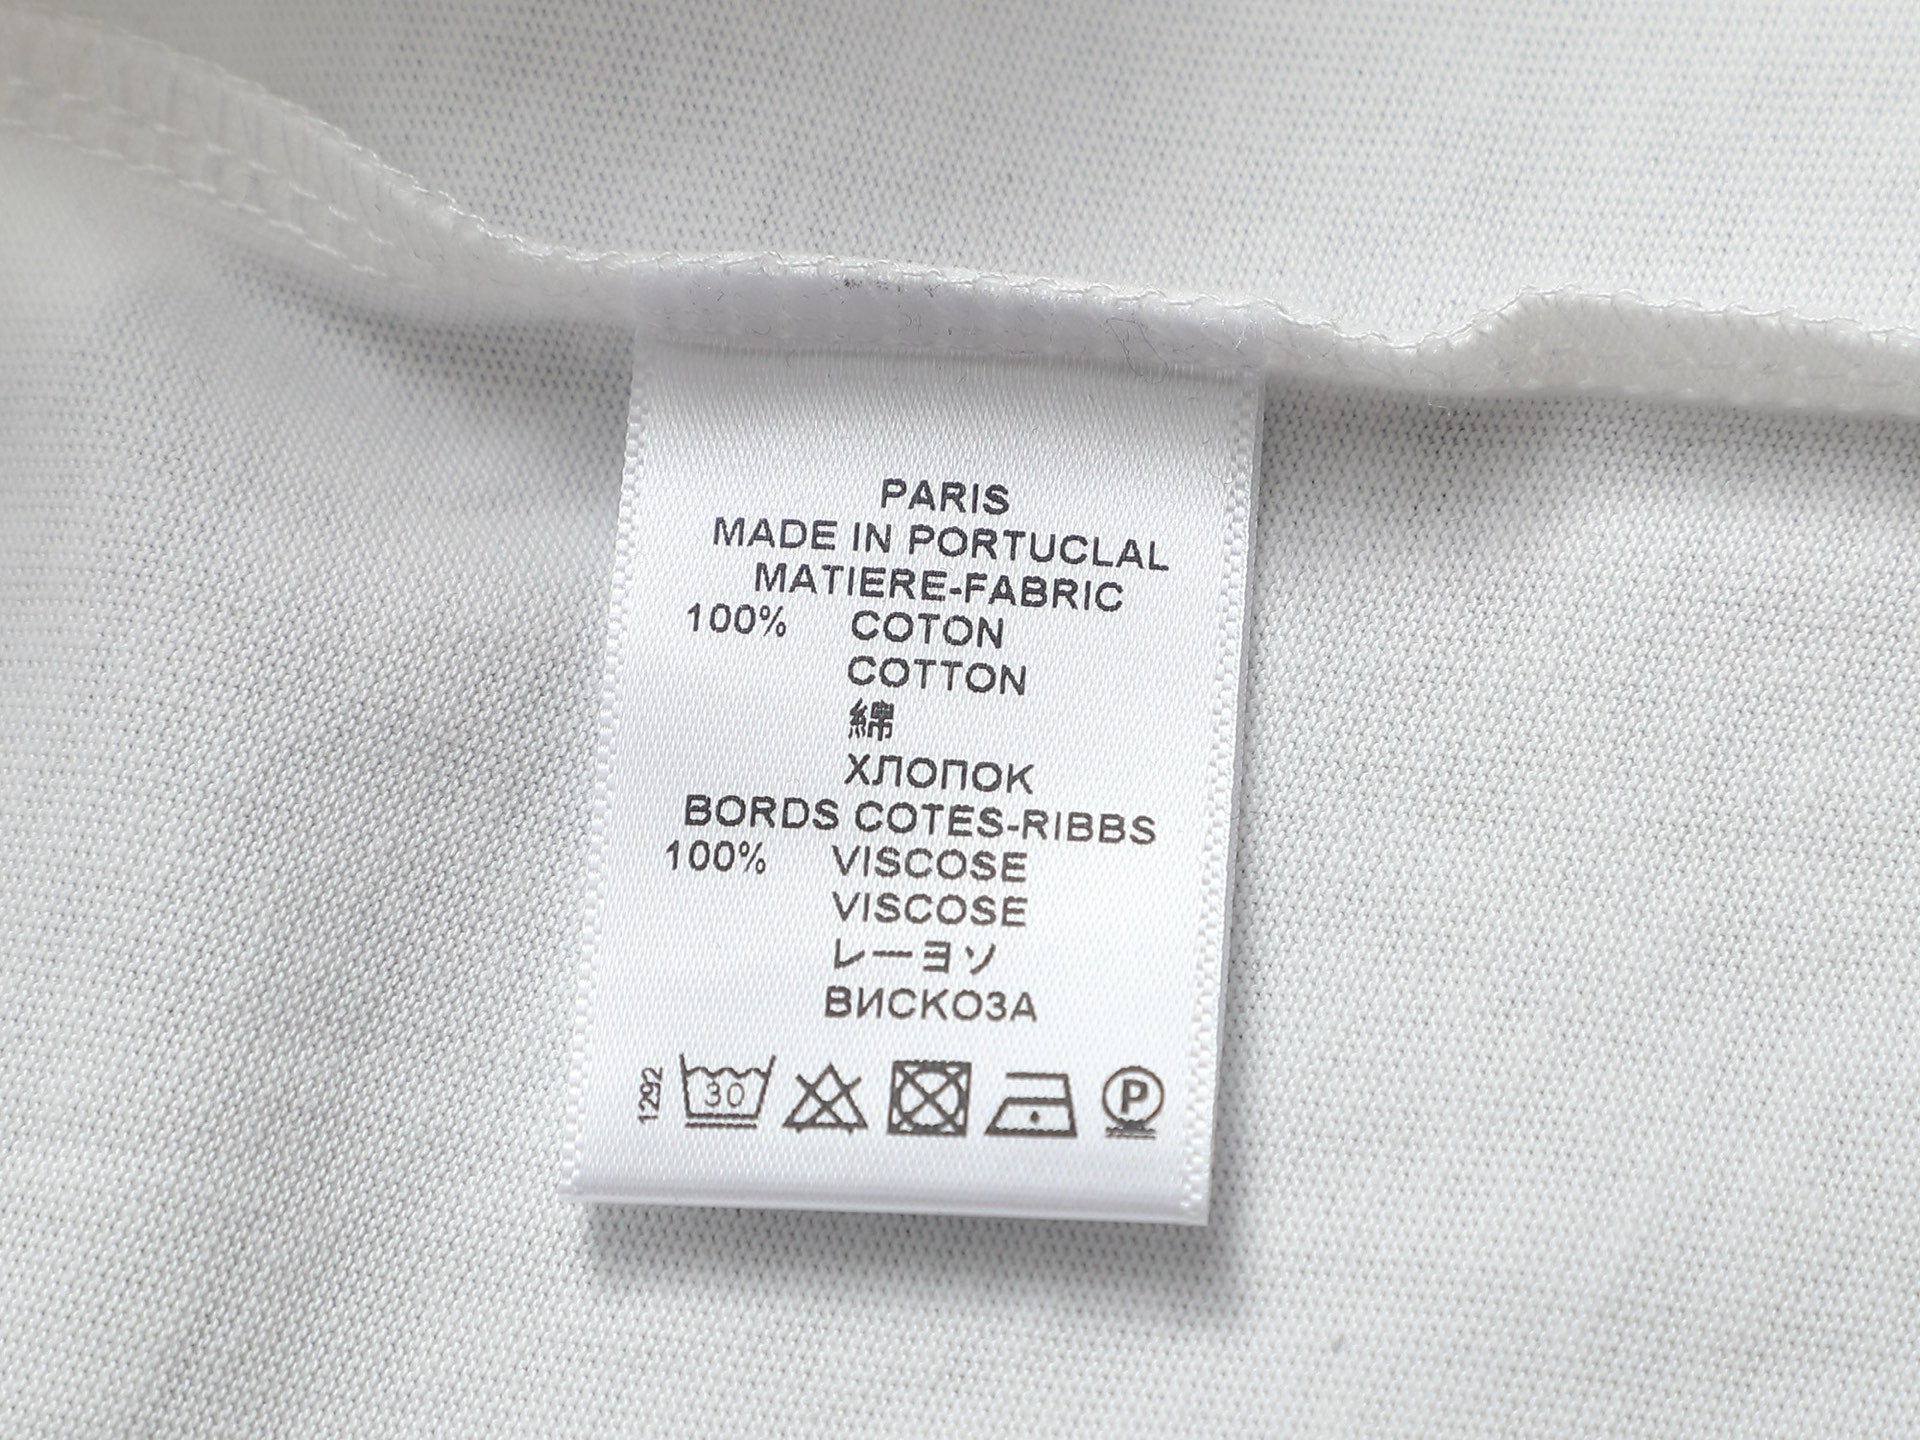 PARIS
MADE IN PORTUCLAL
MATIERE-FABRIC
100% COTON
COTTON
綿
ХЛОПОК
BORDS COTES-RIBBS
100% VISCOSE
VISCOSE
レーヨソ
ВИСКОЗА
1292
30
P